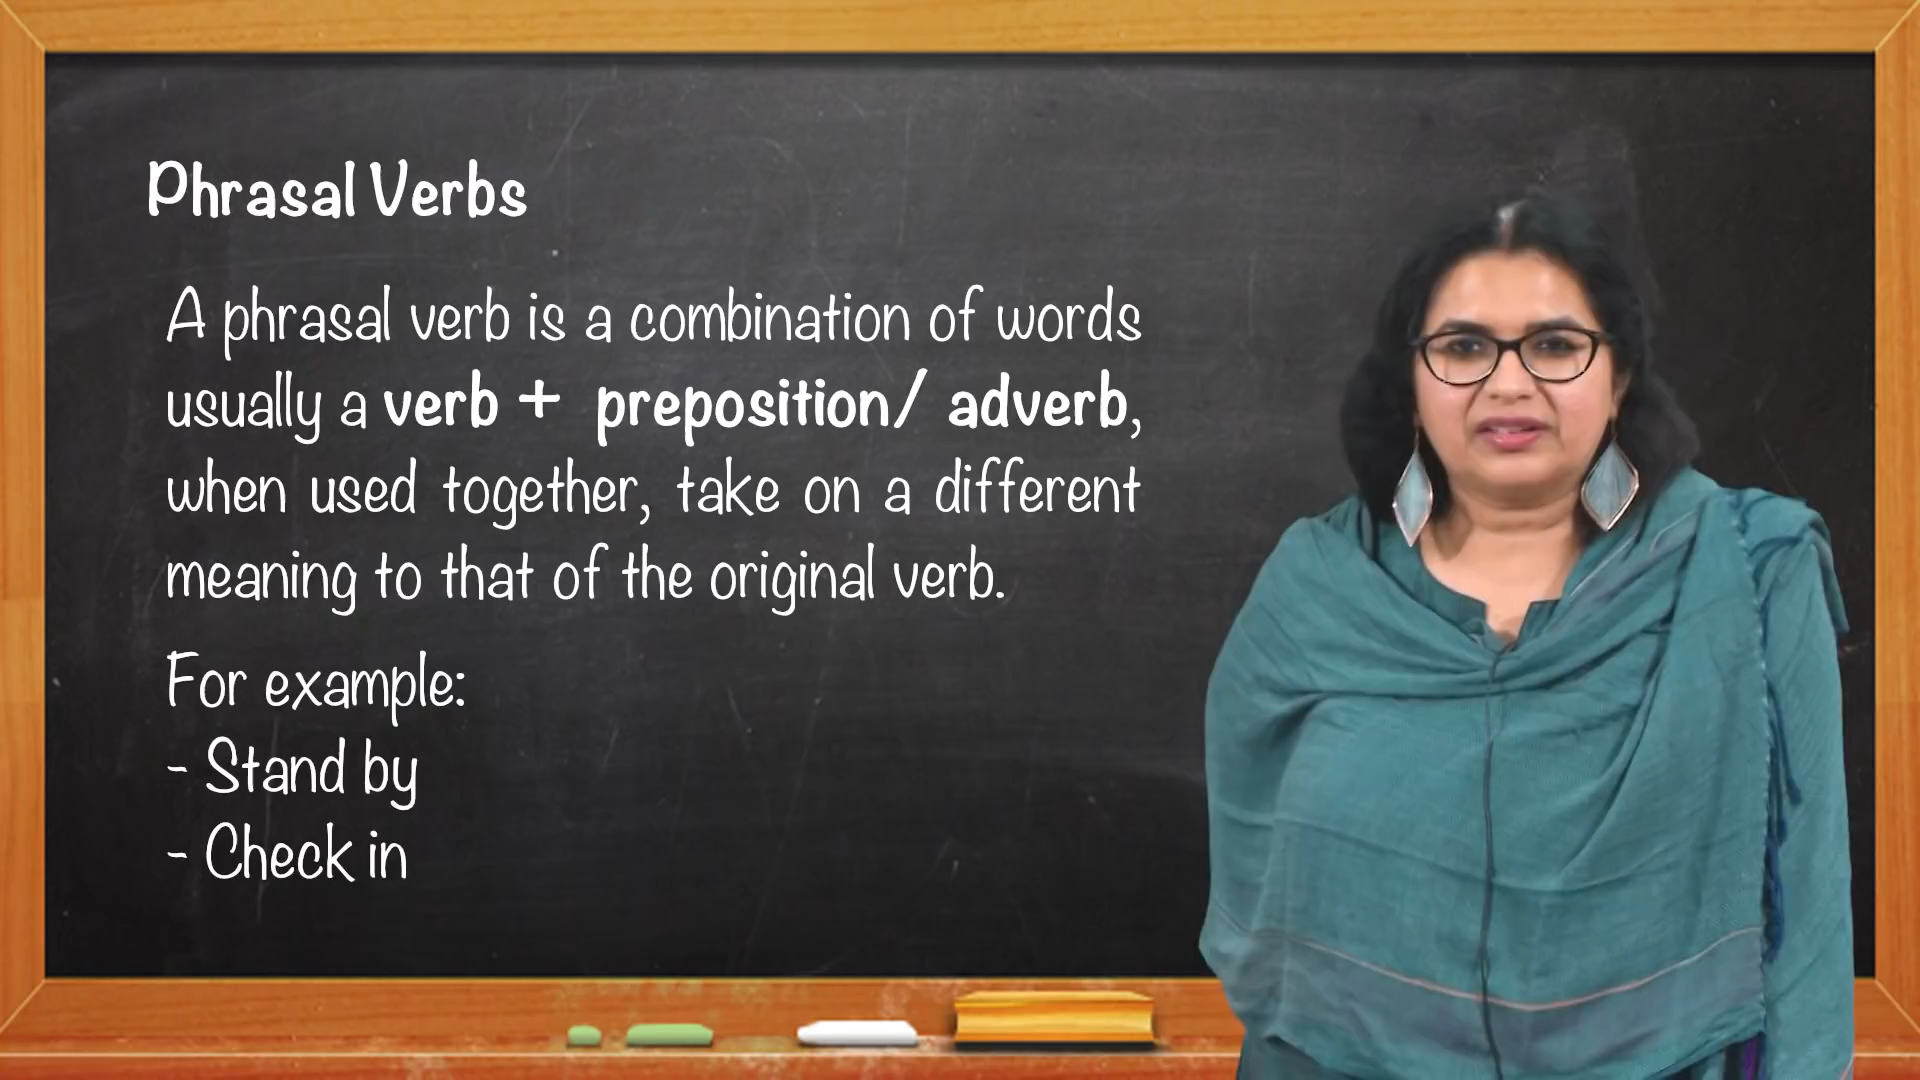 Phrasal Verbs
A phrasal verb is a combination of words
usually a verb + preposition/ adverb,
when used together, take on a different
meaning to that of the original verb.
For example:
- Stand by
- Check in